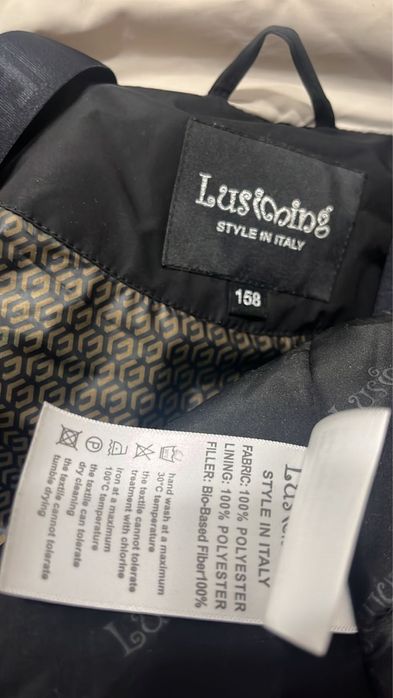 Lusiming
STYLE IN ITALY
158
STYLE IN ITALY
FABRIC: 100% POLYESTER
LINING: 100% POLYESTER
FILLER: Bio-Based Fiber100%
hand wash at a maximum
30°C temperature
the textile cannot tolerate
treatment with chlorine
iron at a maximum
100°C temperature
the textile can tolerate
dry cleaning
the textile cannot tolerate
tumble drying